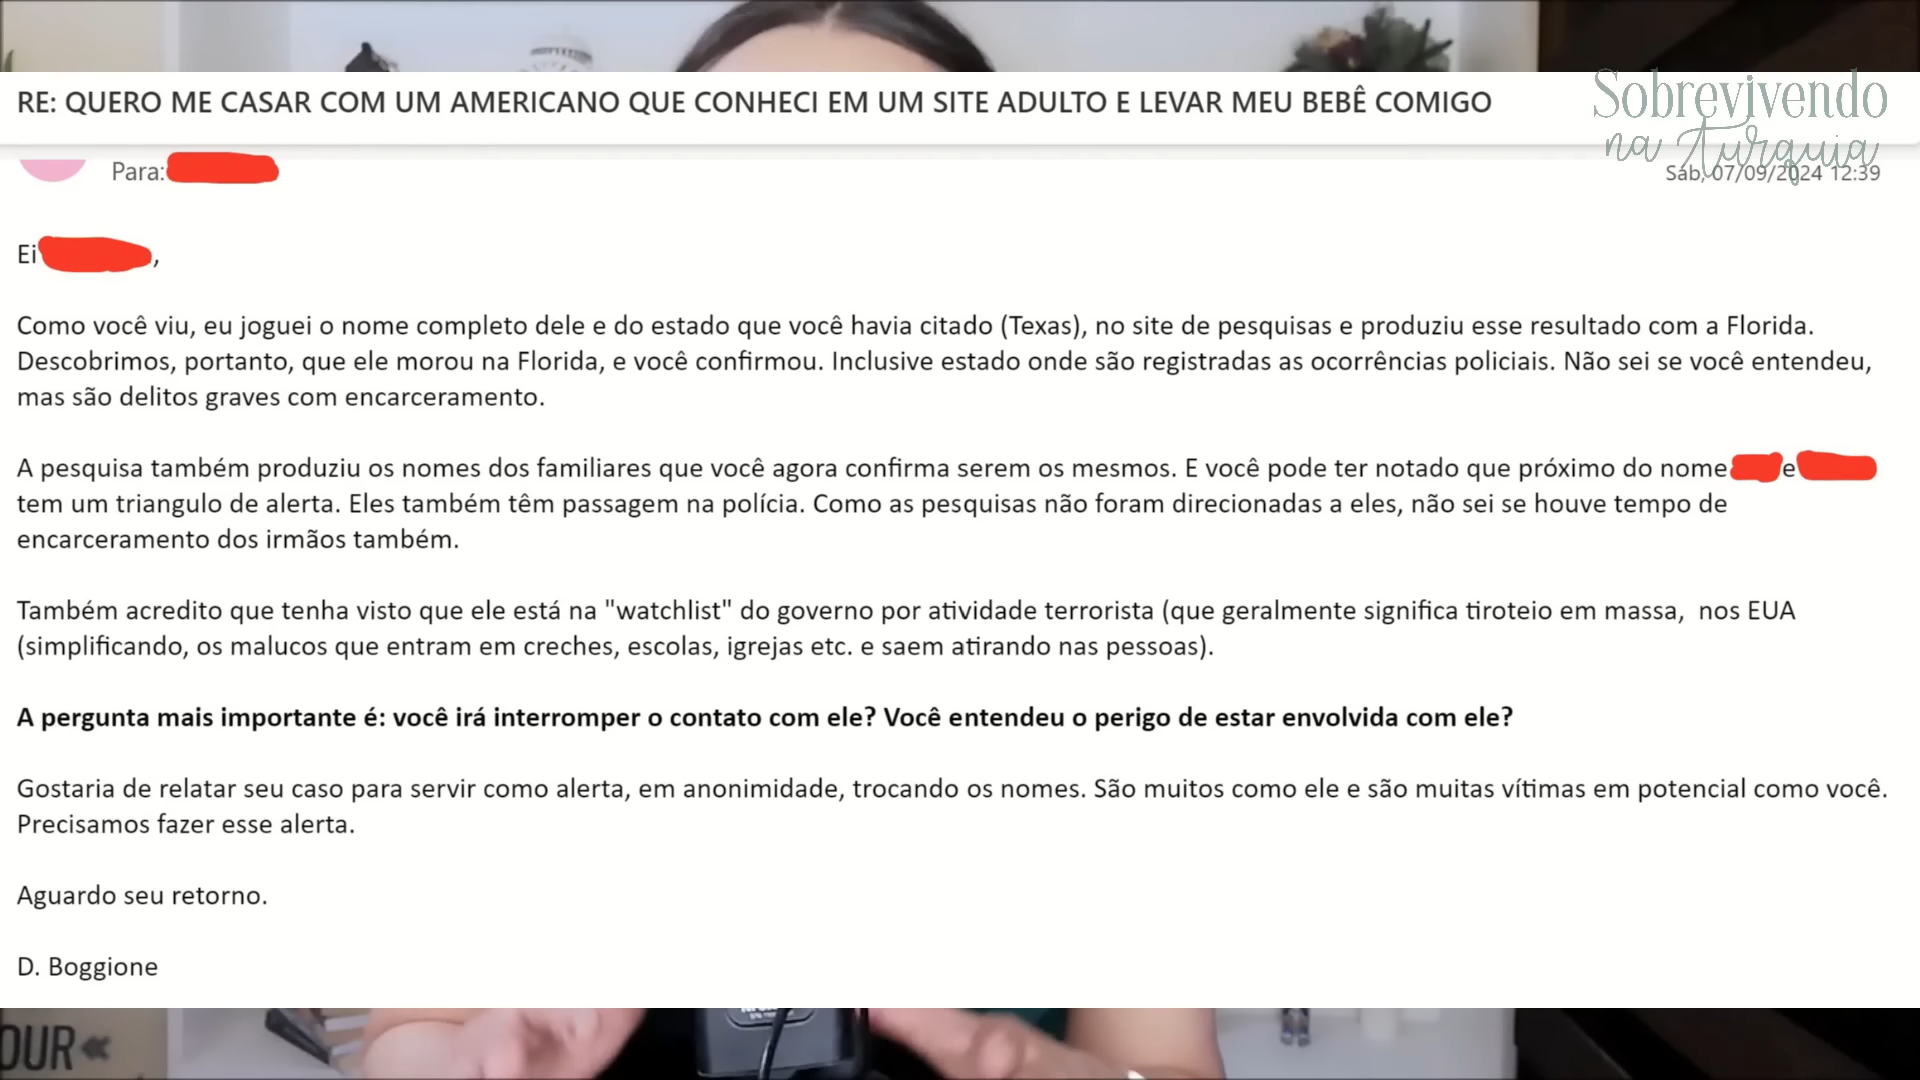 RE: QUERO ME CASAR COM UM AMERICANO QUE CONHECI EM UM SITE ADULTO E LEVAR MEU BEBÊ COMIGO
Sobrevivendo
na Turquia
Para:
Sáb, 07/09/2024 12:39
Ei ,
Como você viu, eu joguei o nome completo dele e do estado que você havia citado (Texas), no site de pesquisas e produziu esse resultado com a Florida.
Descobrimos, portanto, que ele morou na Florida, e você confirmou. Inclusive estado onde são registradas as ocorrências policiais. Não sei se você entendeu,
mas são delitos graves com encarceramento.
A pesquisa também produziu os nomes dos familiares que você agora confirma serem os mesmos. E você pode ter notado que próximo do nome e
tem um triangulo de alerta. Eles também têm passagem na polícia. Como as pesquisas não foram direcionadas a eles, não sei se houve tempo de
encarceramento dos irmãos também.
Também acredito que tenha visto que ele está na "watchlist" do governo por atividade terrorista (que geralmente significa tiroteio em massa, nos EUA
(simplificando, os malucos que entram em creches, escolas, igrejas etc. e saem atirando nas pessoas).
A pergunta mais importante é: você irá interromper o contato com ele? Você entendeu o perigo de estar envolvida com ele?
Gostaria de relatar seu caso para servir como alerta, em anonimidade, trocando os nomes. São muitos como ele e são muitas vítimas em potencial como você.
Precisamos fazer esse alerta.
Aguardo seu retorno.
D. Boggione
OUR